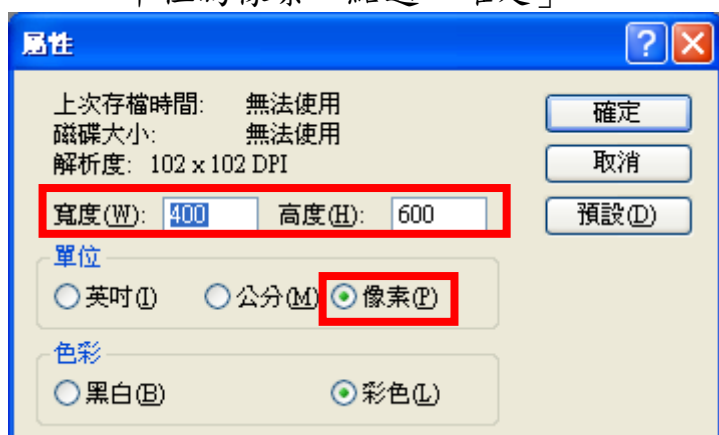 屬性
上次存檔時間: 無法使用
磁碟大小: 無法使用
解析度: 102 x 102 DPI
確定
取消
預設(D)
寬度(W): 400 高度(H): 600
單位
英吋(I) 公分(M) 像素(P)
色彩
黑白(B) 彩色(L)